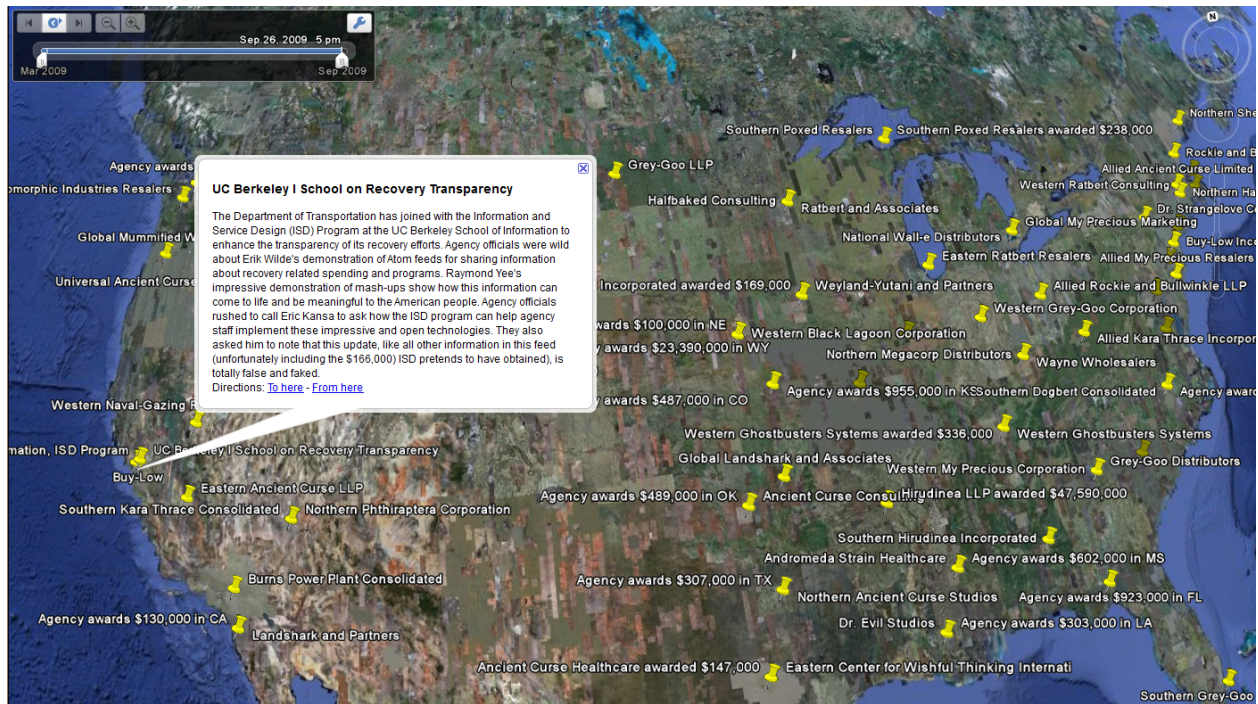 Sep 26, 2009 5 pm
Mar 2009 Sep 2009
N
Northern She
Southern Poxed Resalers Southern Poxed Resalers awarded $238,000
Rockie and B
Agency awards
Grey-Goo LLP
Allied Ancient Curse Limited
omorphic Industries Resalers
Western Ratbert Consulting
Northern Ha
Halfbaked Consulting
Ratbert and Associates
Dr. Strangelove Co
Global My Precious Marketing
Global Mummified W
National Wall-e Distributors
Buy-Low Inco
Eastern Ratbert Resalers
Allied My Precious Resalers
Universal Ancient Curse
Incorporated awarded $169,000
Weyland-Yutani and Partners
Allied Rockie and Bullwinkle LLP
Western Grey-Goo Corporation
wards $100,000 in NE
Western Black Lagoon Corporation
Allied Kara Thrace Incorpor
y awards $23,390,000 in WY
Northern Megacorp Distributors
Wayne Wholesalers
Agency awards $955,000 in KS
Southern Dogbert Consolidated
Agency award
y awards $487,000 in CO
UC Berkeley I School on Recovery Transparency
The Department of Transportation has joined with the Information and
Service Design (ISD) Program at the UC Berkeley School of Information to
enhance the transparency of its recovery efforts. Agency officials were wild
about Erik Wilde's demonstration of Atom feeds for sharing information
about recovery related spending and programs. Raymond Yee's
impressive demonstration of mash-ups show how this information can
come to life and be meaningful to the American people. Agency officials
rushed to call Eric Kansa to ask how the ISD program can help agency
staff implement these impressive and open technologies. They also
asked him to note that this update, like all other information in this feed
(unfortunately including the $166,000) ISD pretends to have obtained), is
totally false and faked.
Directions: To here - From here
Western Naval-Gazing
Western Ghostbusters Systems awarded $336,000
Western Ghostbusters Systems
mation, ISD Program
UC Berkeley I School on Recovery Transparency
Global Landshark and Associates
Western My Precious Corporation
Grey-Goo Distributors
Buy-Low
Eastern Ancient Curse LLP
Agency awards $489,000 in OK
Ancient Curse Consulting
Hirudinea LLP awarded $47,590,000
Southern Kara Thrace Consolidated
Northern Phthiraptera Corporation
Southern Hirudinea Incorporated
Andromeda Strain Healthcare
Agency awards $602,000 in MS
Burns Power Plant Consolidated
Agency awards $307,000 in TX
Northern Ancient Curse Studios
Agency awards $923,000 in FL
Agency awards $130,000 in CA
Landshark and Partners
Dr. Evil Studios
Agency awards $303,000 in LA
Ancient Curse Healthcare awarded $147,000
Eastern Center for Wishful Thinking Internati
Southern Grey-Goo